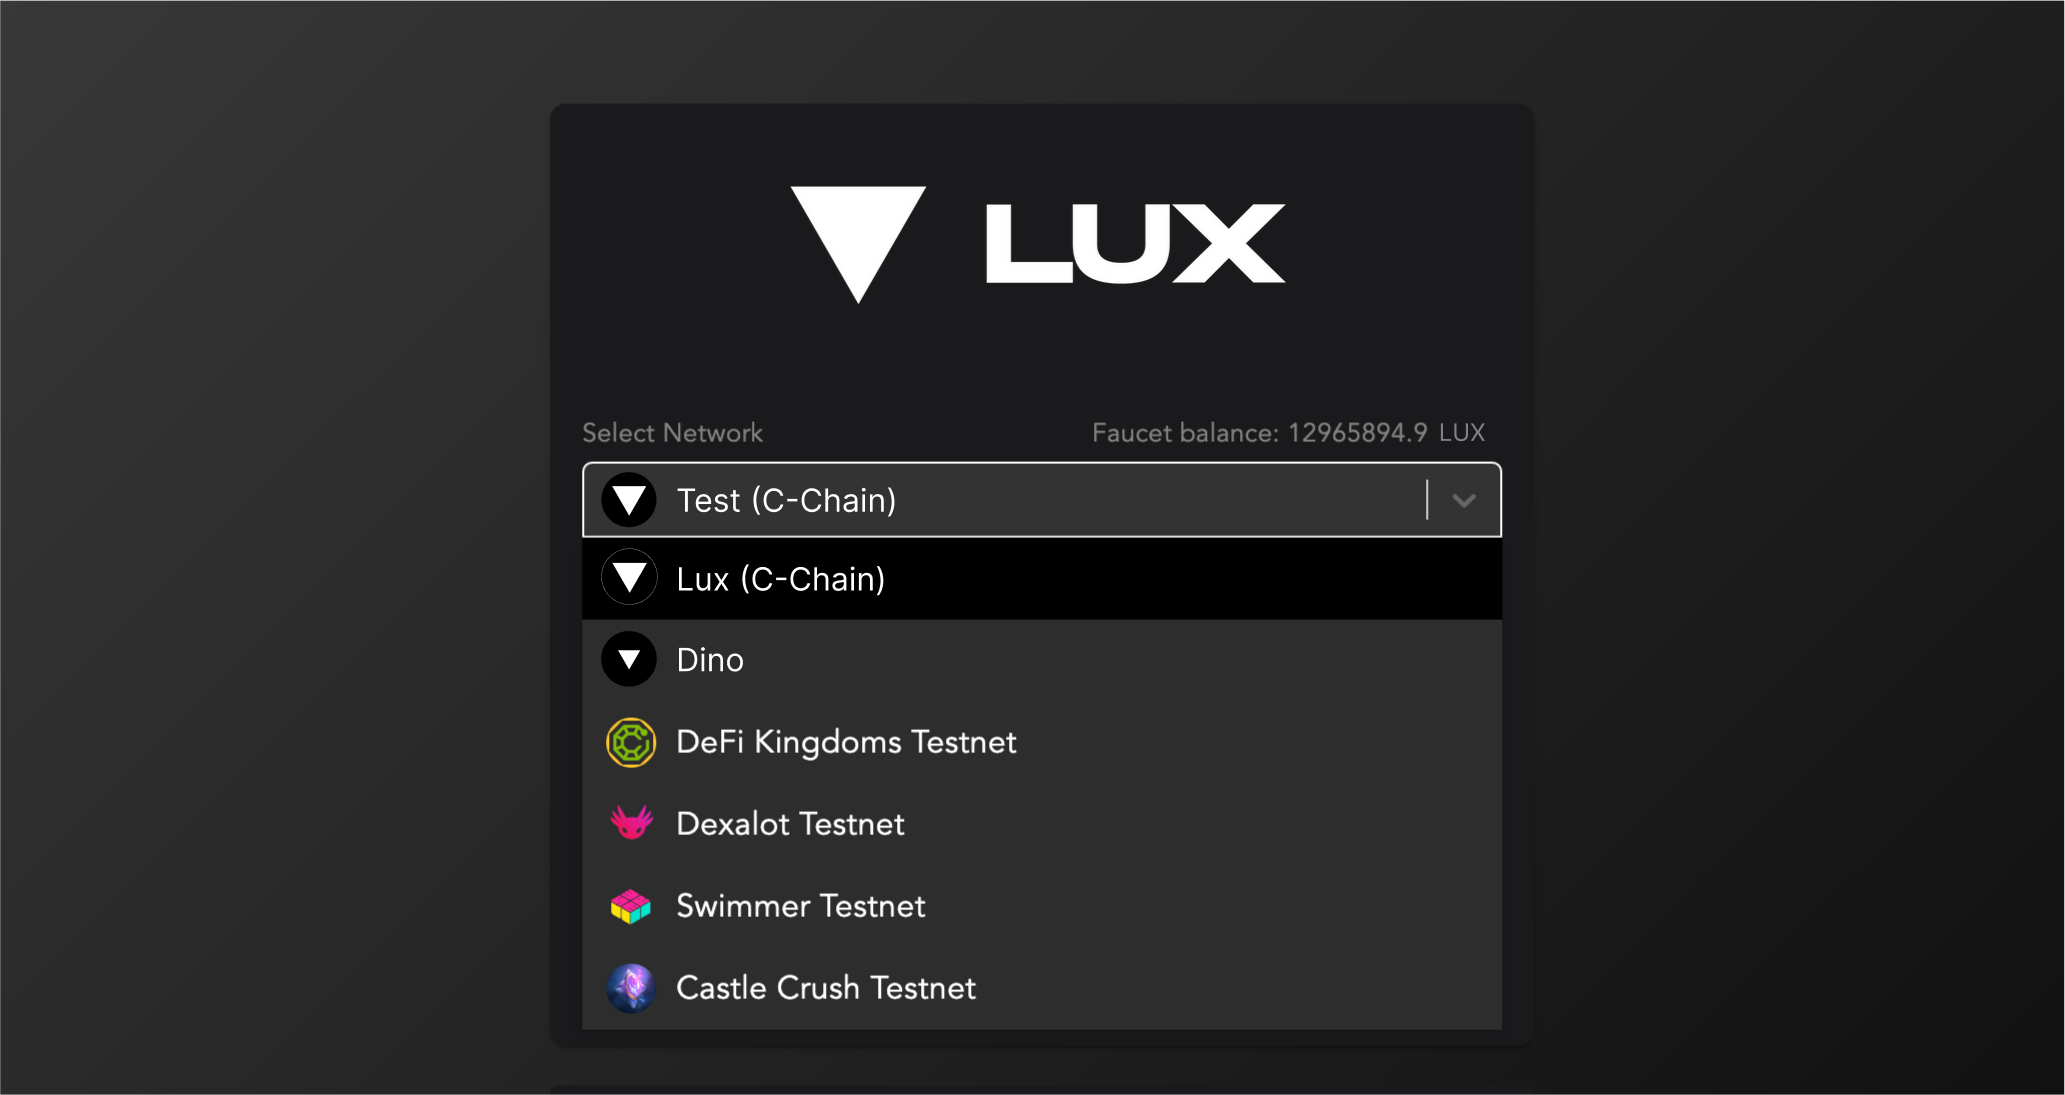 LUX
Select Network
Faucet balance: 12965894.9 LUX
Test (C-Chain)
Lux (C-Chain)
Dino
DeFi Kingdoms Testnet
Dexalot Testnet
Swimmer Testnet
Castle Crush Testnet